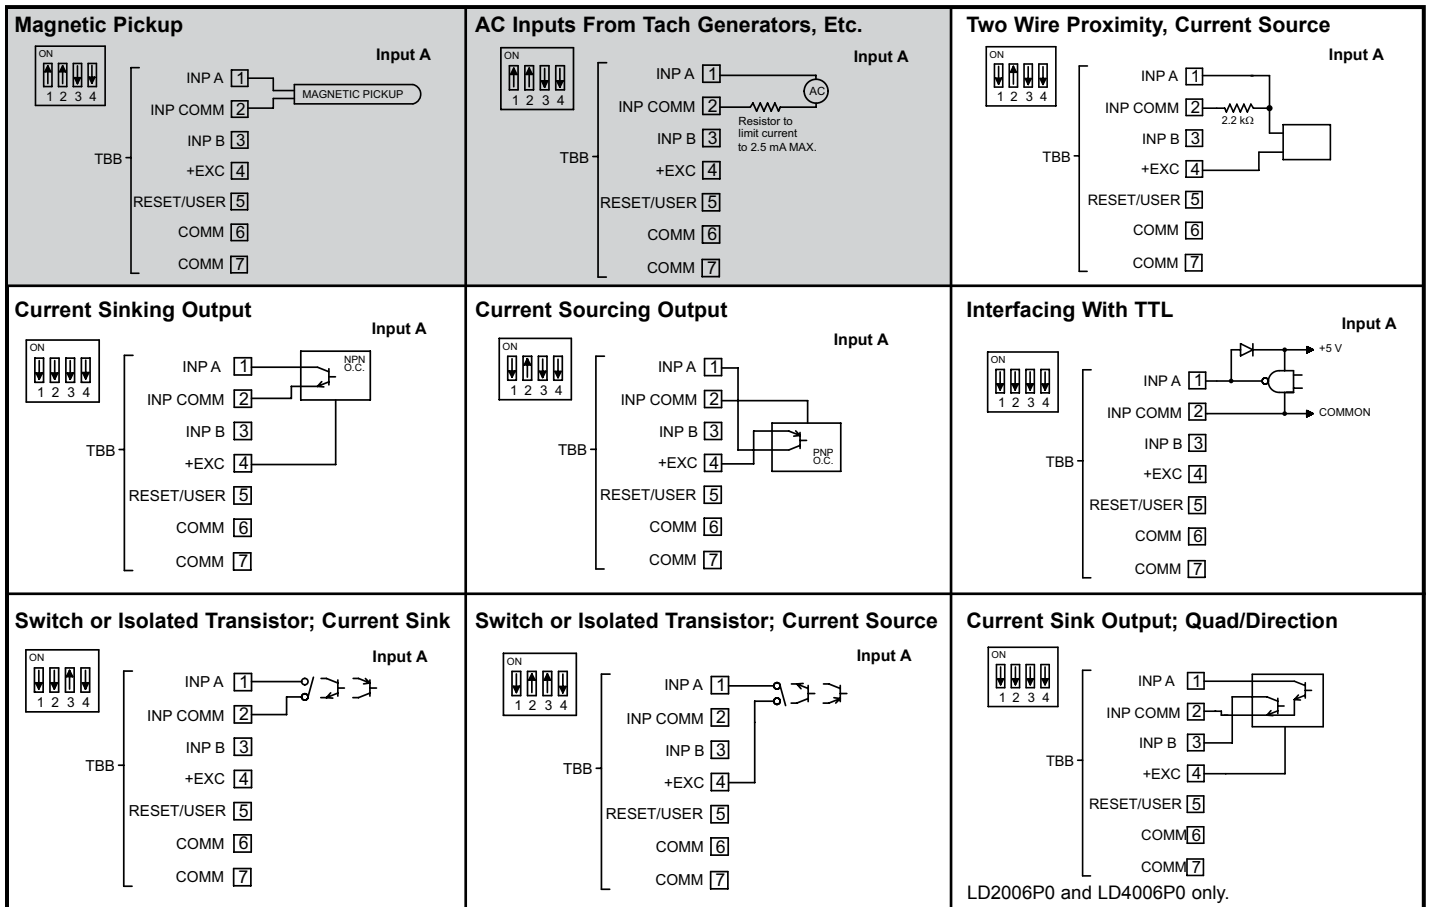 Magnetic Pickup
Input A
ON
1 2 3 4
INP A 1
MAGNETIC PICKUP
INP COMM 2
INP B 3
TBB
+EXC 4
RESET/USER 5
COMM 6
COMM 7
AC Inputs From Tach Generators, Etc.
Input A
ON
1 2 3 4
INP A 1
AC
INP COMM 2
Resistor to
limit current
to 2.5 mA MAX.
INP B 3
TBB
+EXC 4
RESET/USER 5
COMM 6
COMM 7
Two Wire Proximity, Current Source
Input A
ON
1 2 3 4
INP A 1
INP COMM 2
2.2 kΩ
INP B 3
TBB
+EXC 4
RESET/USER 5
COMM 6
COMM 7
Current Sinking Output
Input A
ON
1 2 3 4
INP A 1
NPN
O.C.
INP COMM 2
INP B 3
TBB
+EXC 4
RESET/USER 5
COMM 6
COMM 7
Current Sourcing Output
Input A
ON
1 2 3 4
INP A 1
INP COMM 2
INP B 3
TBB
PNP
O.C.
+EXC 4
RESET/USER 5
COMM 6
COMM 7
Interfacing With TTL
Input A
+5 V
ON
1 2 3 4
INP A 1
INP COMM 2
COMMON
INP B 3
TBB
+EXC 4
RESET/USER 5
COMM 6
COMM 7
Switch or Isolated Transistor; Current Sink
Input A
ON
1 2 3 4
INP A 1
INP COMM 2
INP B 3
TBB
+EXC 4
RESET/USER 5
COMM 6
COMM 7
Switch or Isolated Transistor; Current Source
Input A
ON
1 2 3 4
INP A 1
INP COMM 2
INP B 3
TBB
+EXC 4
RESET/USER 5
COMM 6
COMM 7
Current Sink Output; Quad/Direction
ON
1 2 3 4
INP A 1
INP COMM 2
INP B 3
TBB
+EXC 4
RESET/USER 5
COMM 6
COMM 7
LD2006P0 and LD4006P0 only.